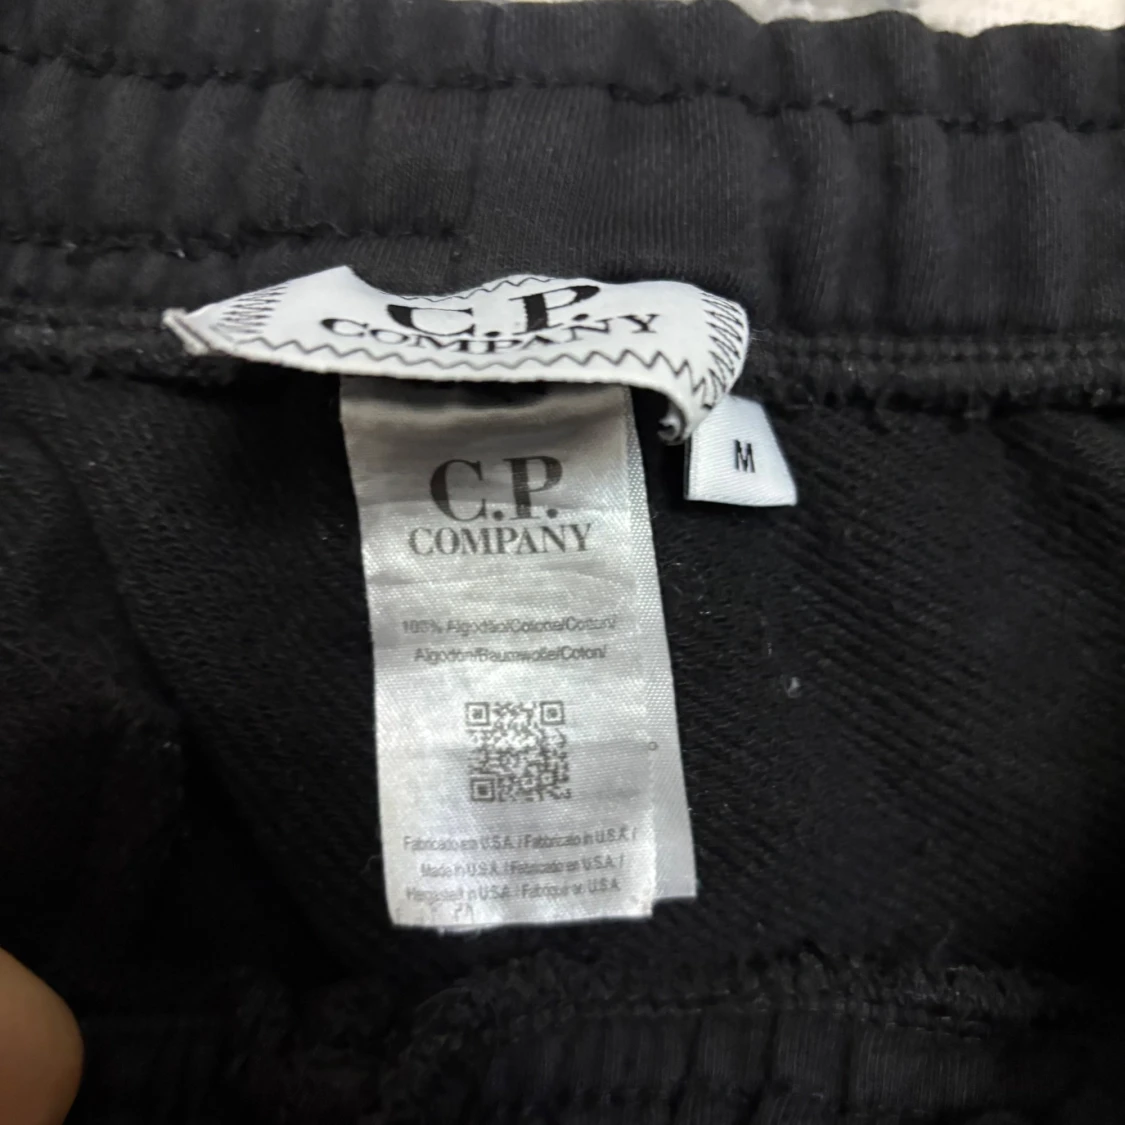 C.P.
COMPANY
M
C.P.
COMPANY
100% Algodão/Cotone/Cotton/
Algodon/Baumwolle/Coton/
Fabricado em U.S.A. / Fabbricato in U.S.A. /
Made in U.S.A. / Fabricado en U.S.A. /
Hergestellt in U.S.A. / Fabriqué au U.S.A.